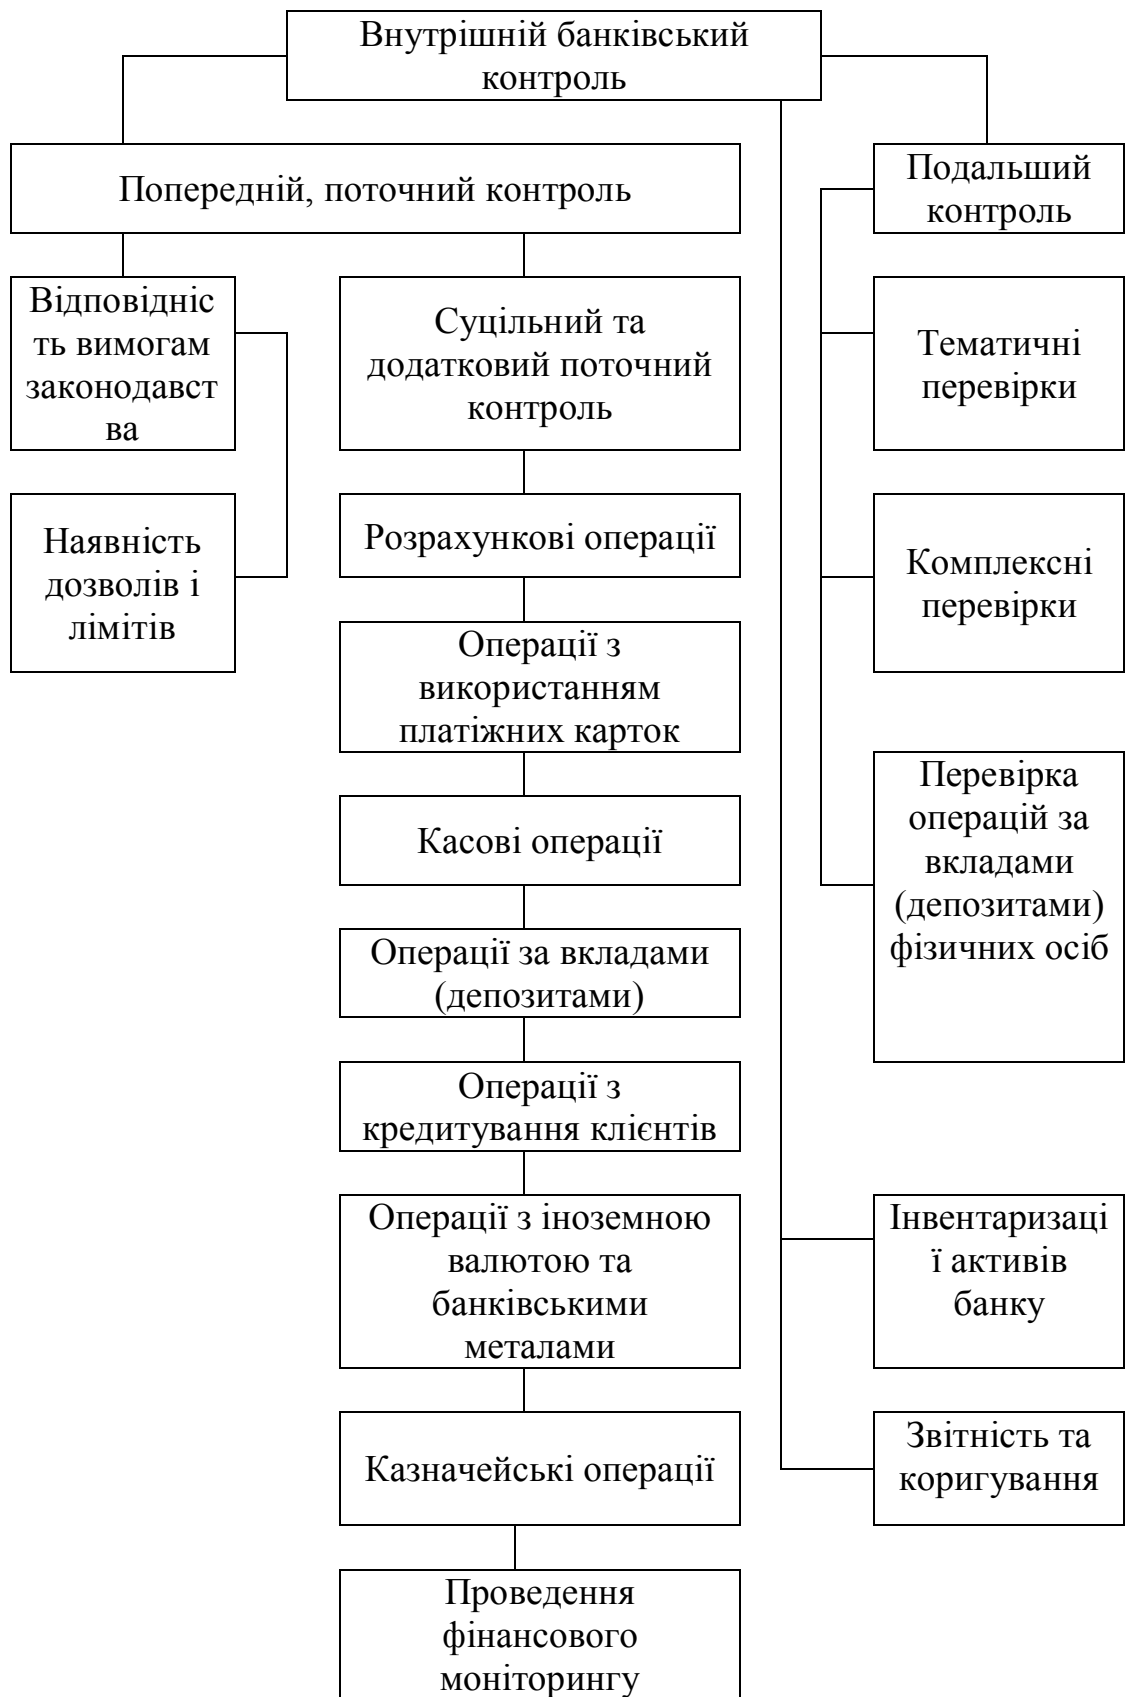 Внутрішній банківський
контроль
Попередній, поточний контроль
Подальший
контроль
Відповідніс
ть вимогам
законодавст
ва
Суцільний та
додатковий поточний
контроль
Тематичні
перевірки
Наявність
дозволів і
лімітів
Розрахункові операції
Комплексні
перевірки
Операції з
використанням
платіжних карток
Касові операції
Перевірка
операцій за
вкладами
(депозитами)
фізичних осіб
Операції за вкладами
(депозитами)
Операції з
кредитування клієнтів
Операції з іноземною
валютою та
банківськими
металами
Інвентаризаці
ї активів
банку
Казначейські операції
Звітність та
коригування
Проведення
фінансового
моніторингу